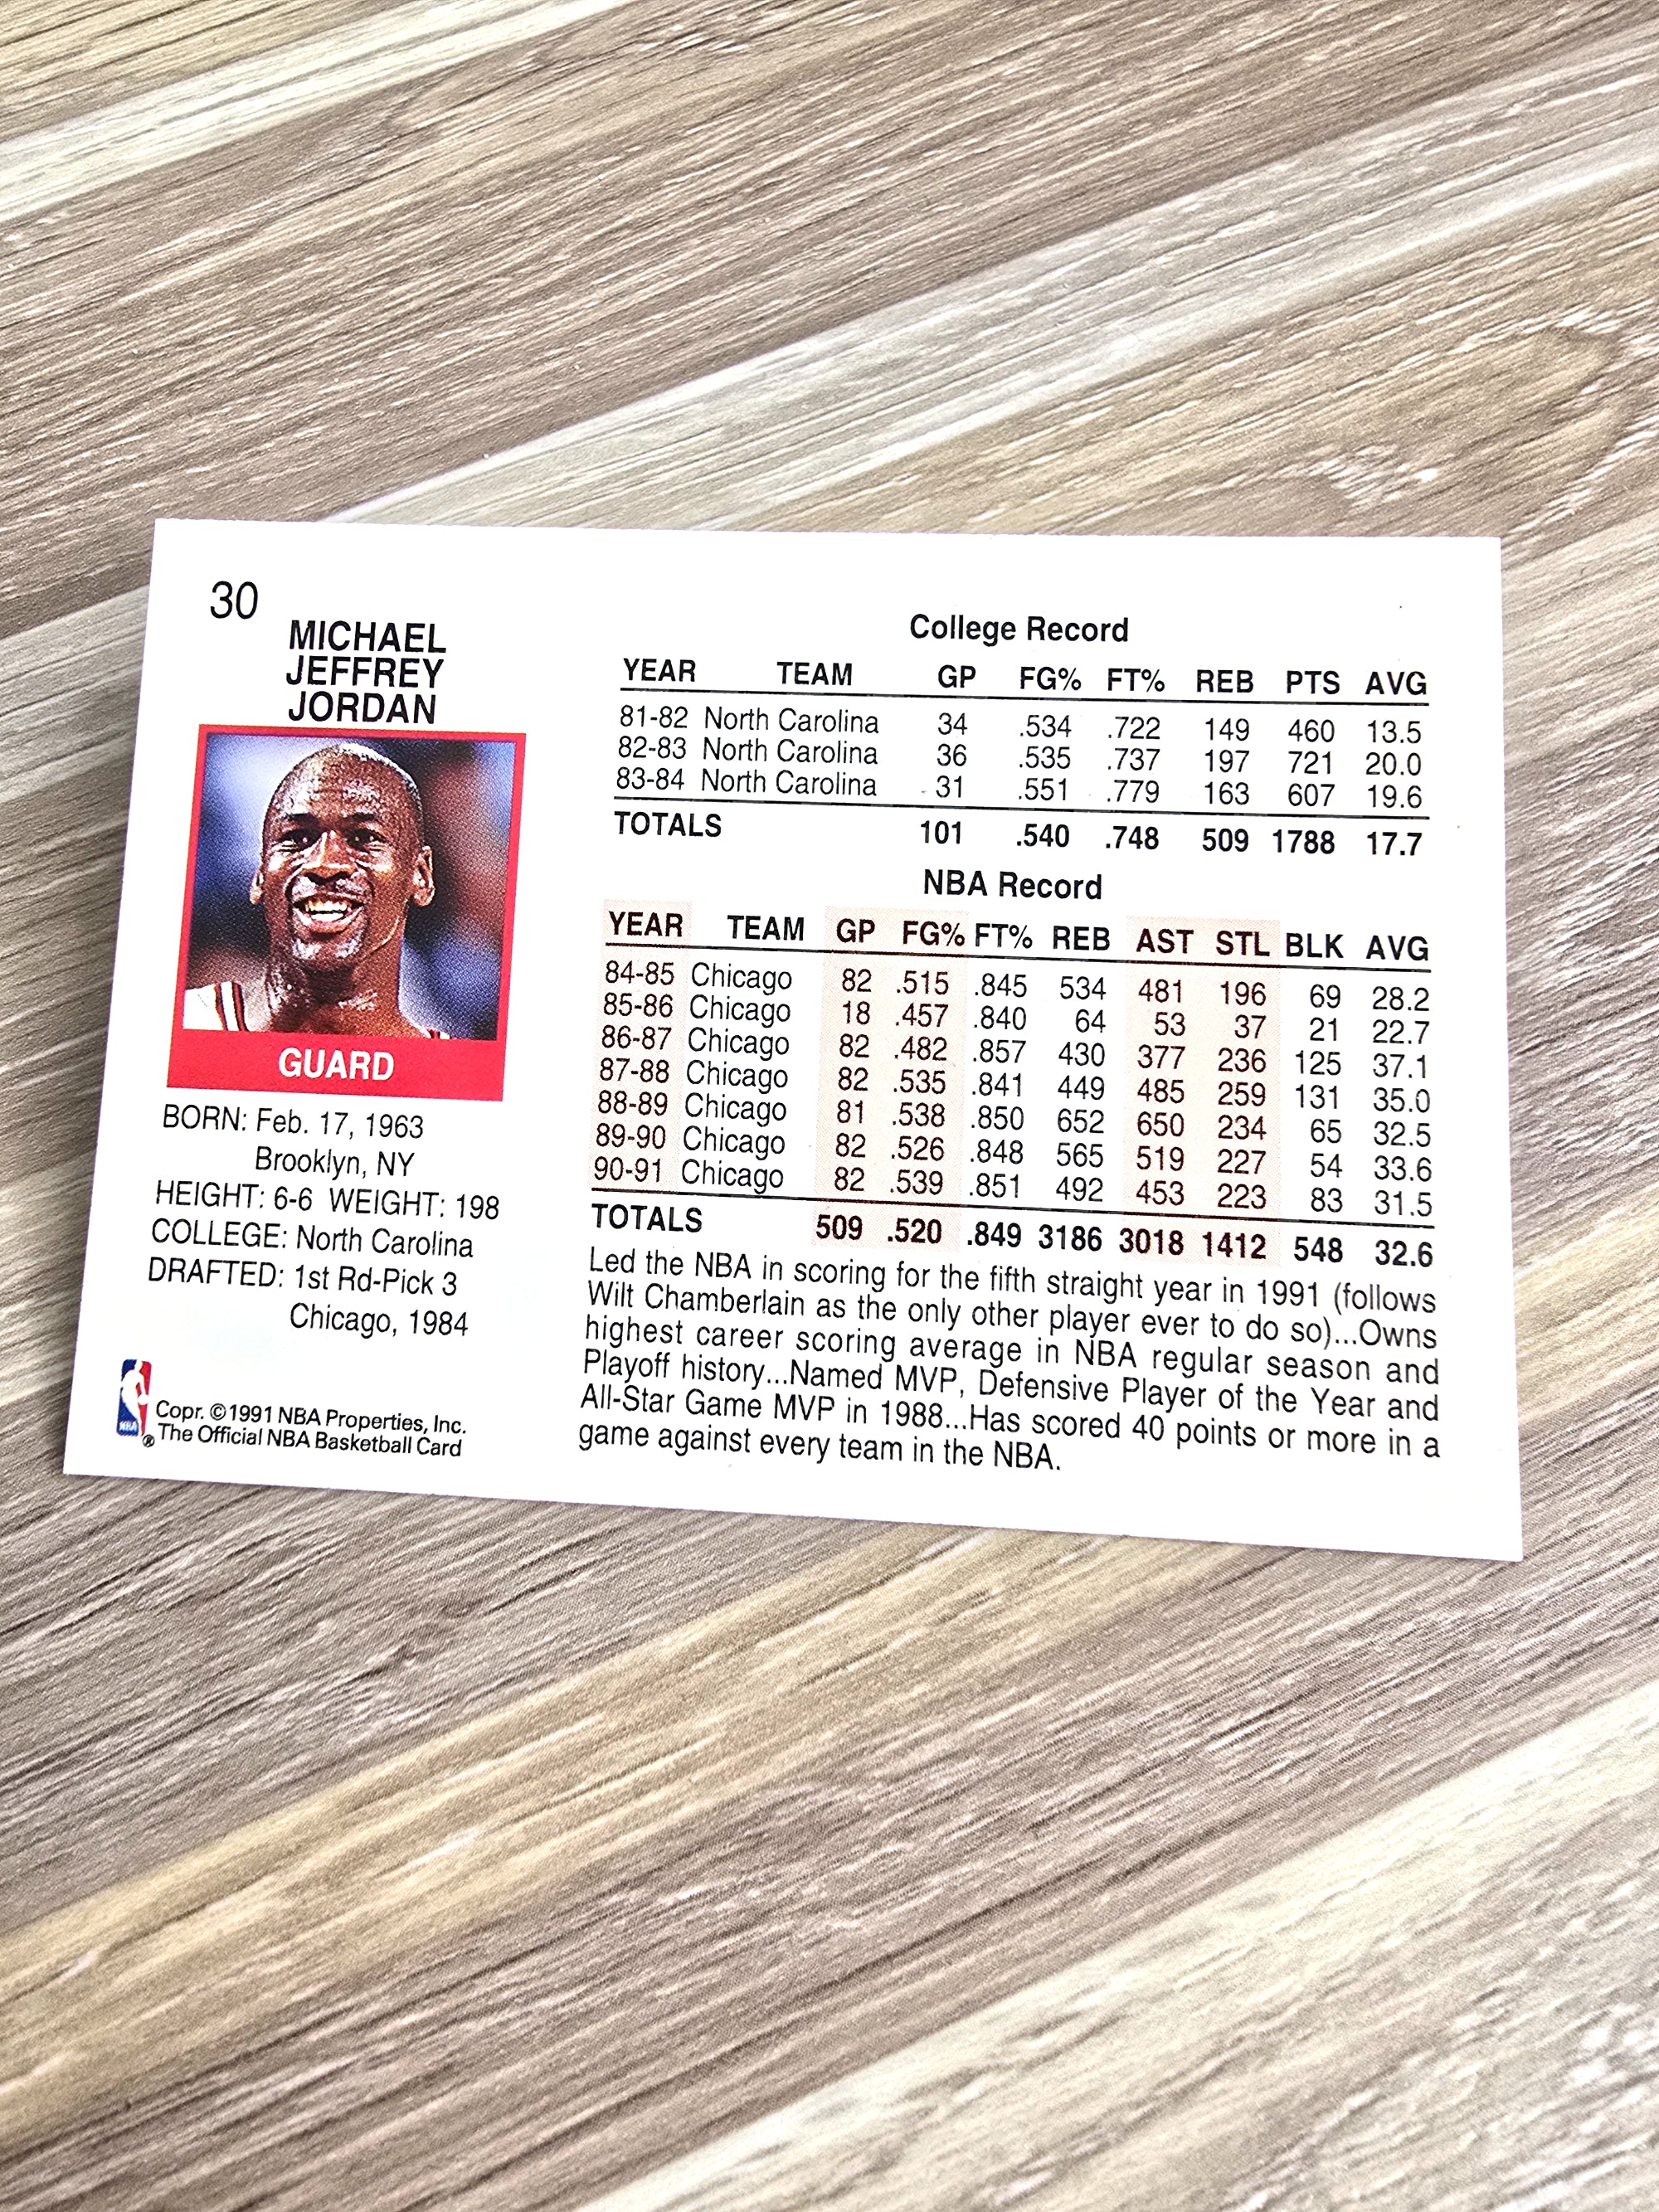 30
MICHAEL
JEFFREY
JORDAN
GUARD
BORN: Feb. 17, 1963
Brooklyn, NY
HEIGHT: 6-6 WEIGHT: 198
COLLEGE: North Carolina
DRAFTED: 1st Rd-Pick 3
Chicago, 1984
NBA
® Copr. ©1991 NBA Properties, Inc.
The Official NBA Basketball Card
College Record
YEAR TEAM GP FG% FT% REB PTS AVG
81-82 North Carolina 34 .534 .722 149 460 13.5
82-83 North Carolina 36 .535 .737 197 721 20.0
83-84 North Carolina 31 .551 .779 163 607 19.6
TOTALS 101 .540 .748 509 1788 17.7
NBA Record
YEAR TEAM GP FG% FT% REB AST STL BLK AVG
84-85 Chicago 82 .515 .845 534 481 196 69 28.2
85-86 Chicago 18 .457 .840 64 53 37 21 22.7
86-87 Chicago 82 .482 .857 430 377 236 125 37.1
87-88 Chicago 82 .535 .841 449 485 259 131 35.0
88-89 Chicago 81 .538 .850 652 650 234 65 32.5
89-90 Chicago 82 .526 .848 565 519 227 54 33.6
90-91 Chicago 82 .539 .851 492 453 223 83 31.5
TOTALS 509 .520 .849 3186 3018 1412 548 32.6
Led the NBA in scoring for the fifth straight year in 1991 (follows
Wilt Chamberlain as the only other player ever to do so)...Owns
highest career scoring average in NBA regular season and
Playoff history...Named MVP, Defensive Player of the Year and
All-Star Game MVP in 1988...Has scored 40 points or more in a
game against every team in the NBA.